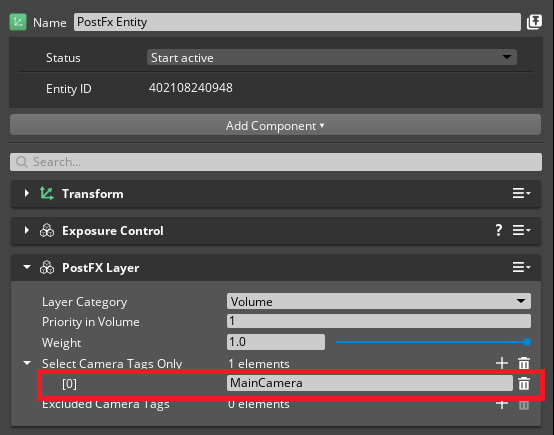 Name PostFx Entity
Status Start active
Entity ID 402108240948
Add Component
Search...
Transform
Exposure Control ?
PostFX Layer
Layer Category Volume
Priority in Volume 1
Weight 1.0
Select Camera Tags Only 1 elements
[0] MainCamera
Excluded Camera Tags 0 elements